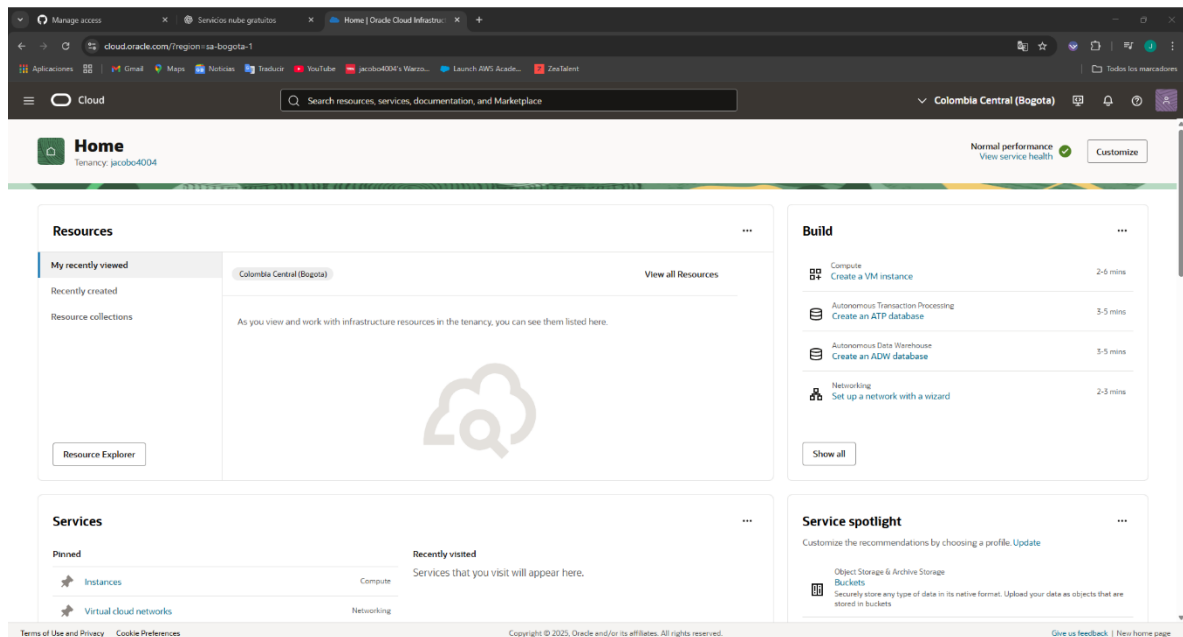 Manage access
Servicios nube gratuitos
Home | Oracle Cloud Infrastruc
cloud.oracle.com/?region=sa-bogota-1
Aplicaciones
Gmail
Maps
Noticias
Traducir
YouTube
jacobo4004's Warzo...
Launch AWS Acade...
ZeeTalent
Todos los marcadores
Cloud
Search resources, services, documentation, and Marketplace
Colombia Central (Bogota)
Home
Tenancy: jacobo4004
Normal performance
View service health
Customize
Resources
My recently viewed
Recently created
Resource collections
Resource Explorer
Colombia Central (Bogota)
View all Resources
As you view and work with infrastructure resources in the tenancy, you can see them listed here.
Build
Compute
Create a VM instance
2-6 mins
Autonomous Transaction Processing
Create an ATP database
3-5 mins
Autonomous Data Warehouse
Create an ADW database
3-5 mins
Networking
Set up a network with a wizard
2-3 mins
Show all
Services
Pinned
Instances
Compute
Virtual cloud networks
Networking
Recently visited
Services that you visit will appear here.
Service spotlight
Customize the recommendations by choosing a profile. Update
Object Storage & Archive Storage
Buckets
Securely store any type of data in its native format. Upload your data as objects that are
stored in buckets
Terms of Use and Privacy
Cookie Preferences
Copyright © 2025, Oracle and/or its affiliates. All rights reserved.
Give us feedback | New home page